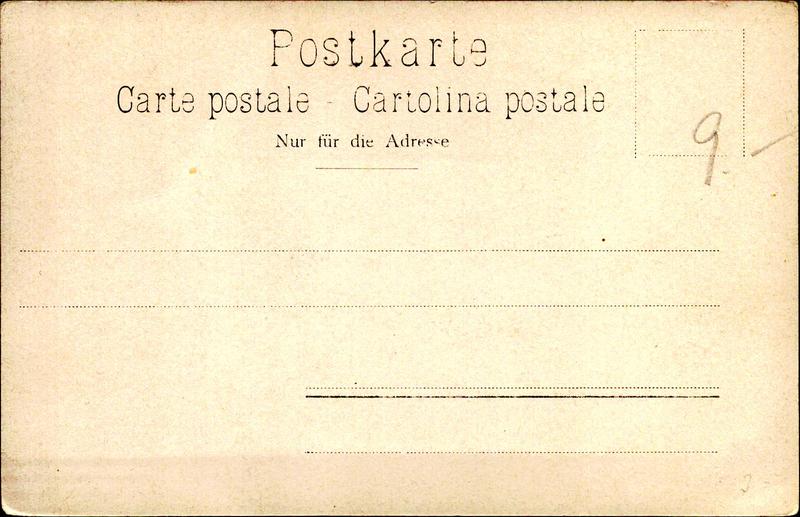 Postkarte
Carte postale - Cartolina postale
Nur für die Adresse
9.-